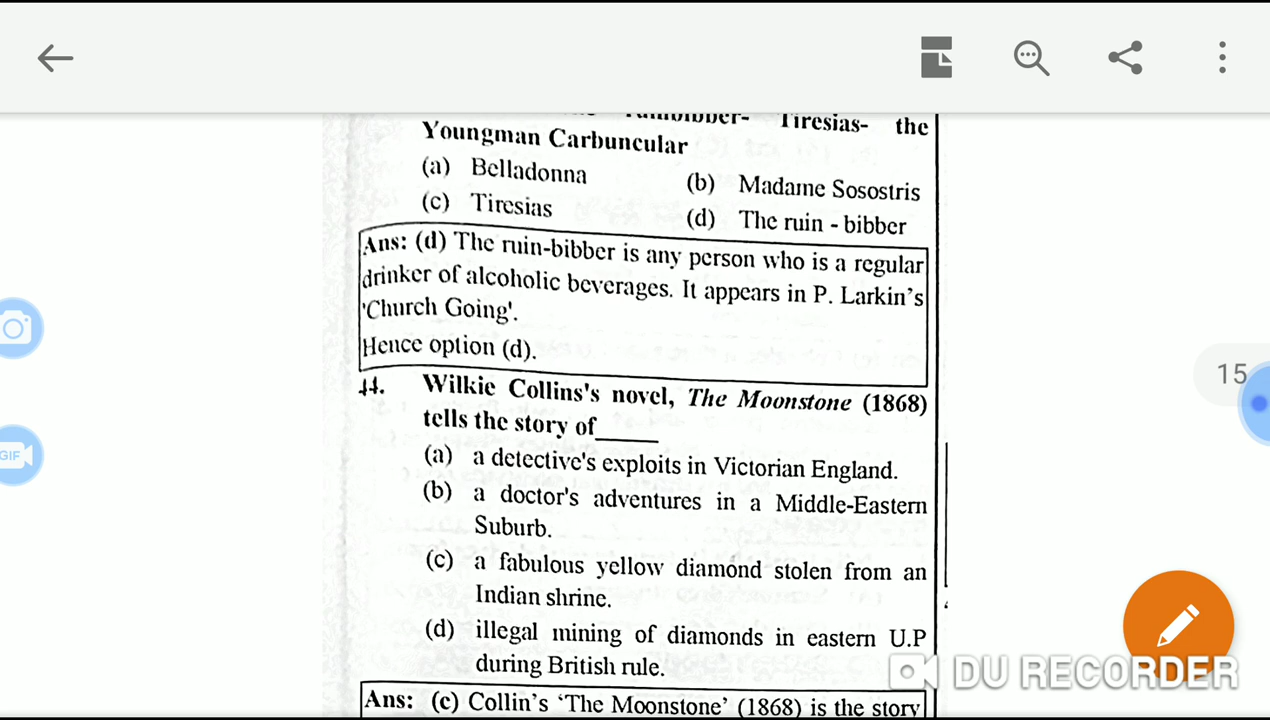 Tiresias- the
Youngman Carbuncular
(a) Belladonna
(b) Madame Sosostris
(c) Tiresias
(d) The ruin - bibber
Ans: (d) The ruin-bibber is any person who is a regular
drinker of alcoholic beverages. It appears in P. Larkin's
'Church Going'.
Hence option (d).
44. Wilkie Collins's novel, The Moonstone (1868)
tells the story of_____
(a) a detective's exploits in Victorian England.
(b) a doctor's adventures in a Middle-Eastern
Suburb.
(c) a fabulous yellow diamond stolen from an
Indian shrine.
(d) illegal mining of diamonds in eastern U.P
during British rule.
Ans: (c) Collin's 'The Moonstone' (1868) is the story
15
GIF
DU RECORDER